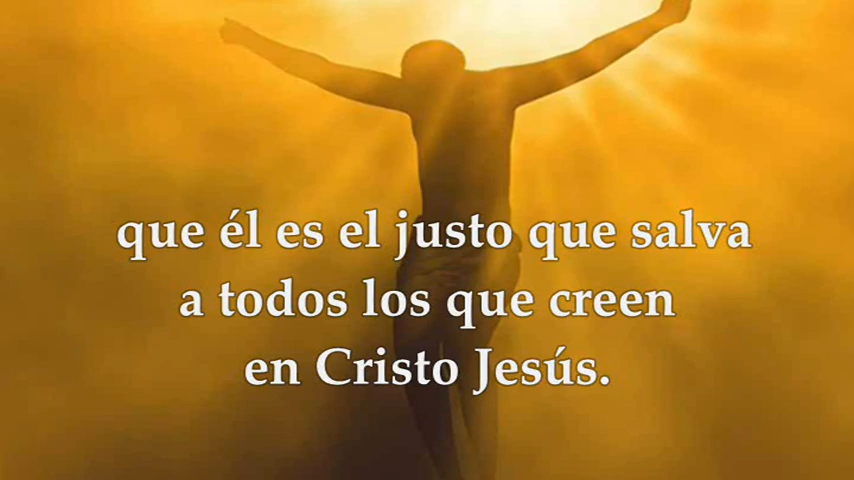 que él es el justo que salva
a todos los que creen
en Cristo Jesús.